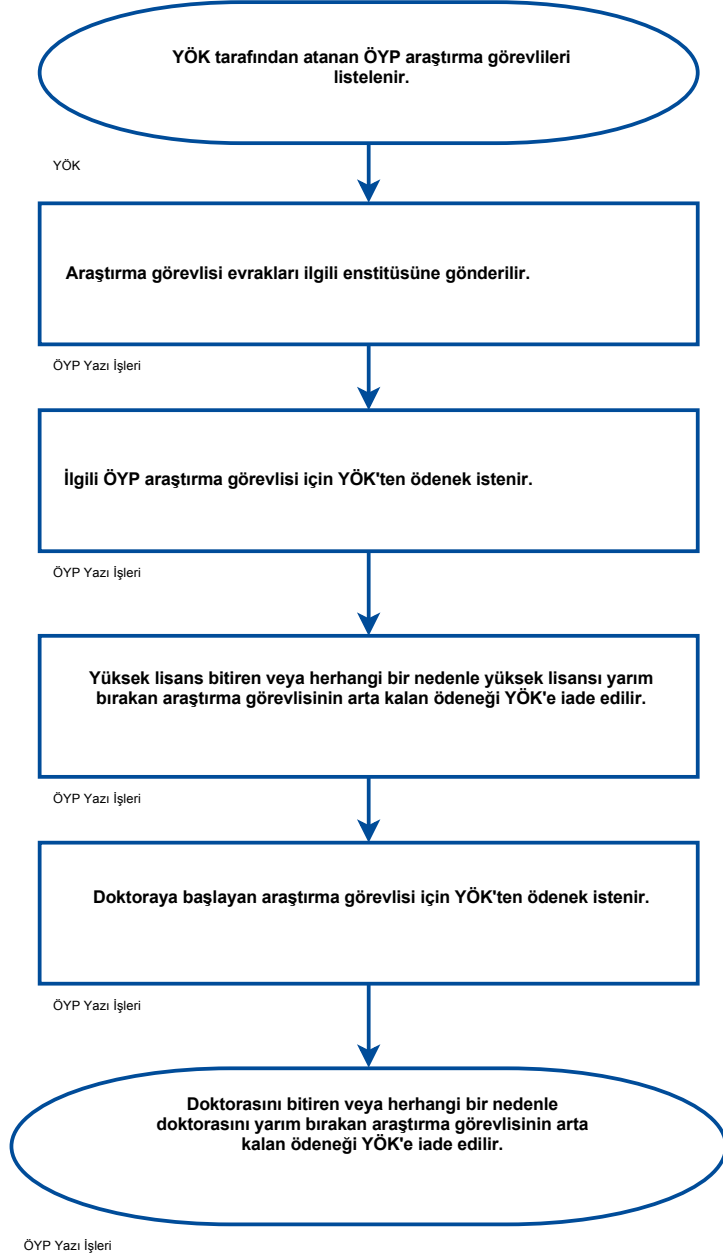 YÖK tarafından atanan ÖYP araştırma görevlileri
listelenir.
YÖK
Araştırma görevlisi evrakları ilgili enstitüsüne gönderilir.
ÖYP Yazı İşleri
İlgili ÖYP araştırma görevlisi için YÖK'ten ödenek istenir.
ÖYP Yazı İşleri
Yüksek lisans bitiren veya herhangi bir nedenle yüksek lisansı yarım
bırakan araştırma görevlisinin arta kalan ödeneği YÖK'e iade edilir.
ÖYP Yazı İşleri
Doktoraya başlayan araştırma görevlisi için YÖK'ten ödenek istenir.
ÖYP Yazı İşleri
Doktorasını bitiren veya herhangi bir nedenle
doktorasını yarım bırakan araştırma görevlisinin arta
kalan ödeneği YÖK'e iade edilir.
ÖYP Yazı İşleri